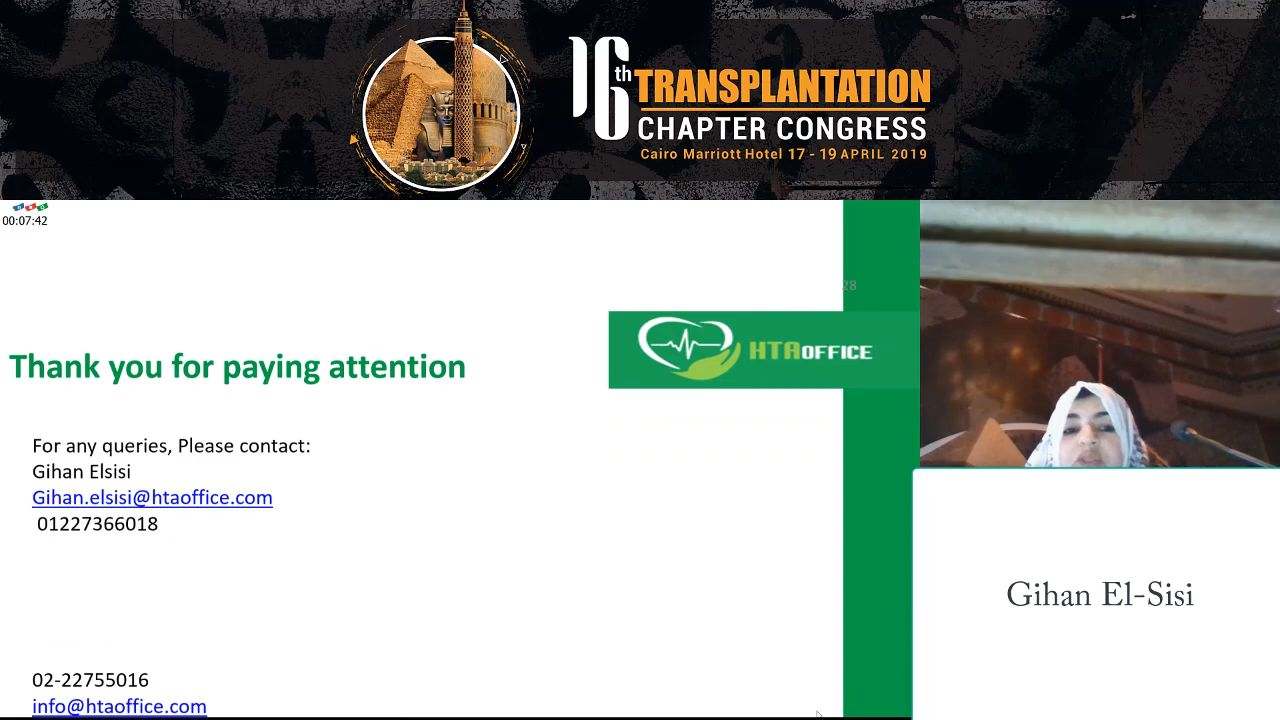 16th TRANSPLANTATION
CHAPTER CONGRESS
Cairo Marriott Hotel 17 - 19 APRIL 2019
00:07:42
28
HTAOFFICE
Thank you for paying attention
For any queries, Please contact:
Gihan Elsisi
Gihan.elsisi@htaoffice.com
01227366018
02-22755016
info@htaoffice.com
Gihan El-Sisi